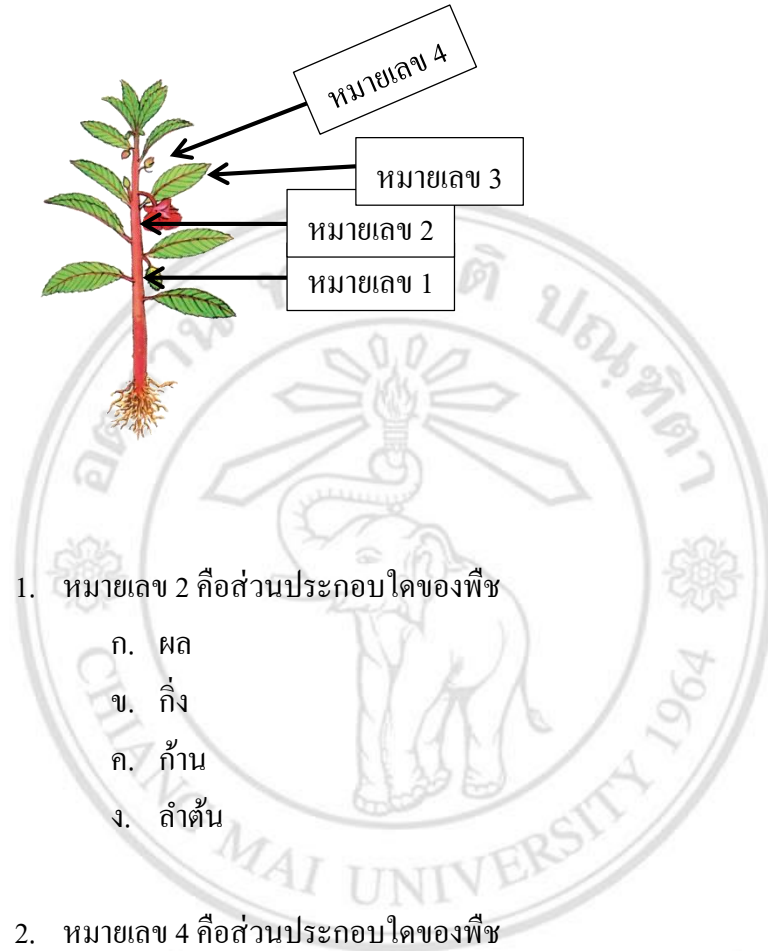 หมายเลข 4
หมายเลข 3
หมายเลข 2
หมายเลข 1
1. หมายเลข 2 คือส่วนประกอบใดของพืช
ก. ผล
ข. กิ่ง
ค. ก้าน
ง. ลำต้น
2. หมายเลข 4 คือส่วนประกอบใดของพืช
CHIANG MAI UNIVERSITY 1964